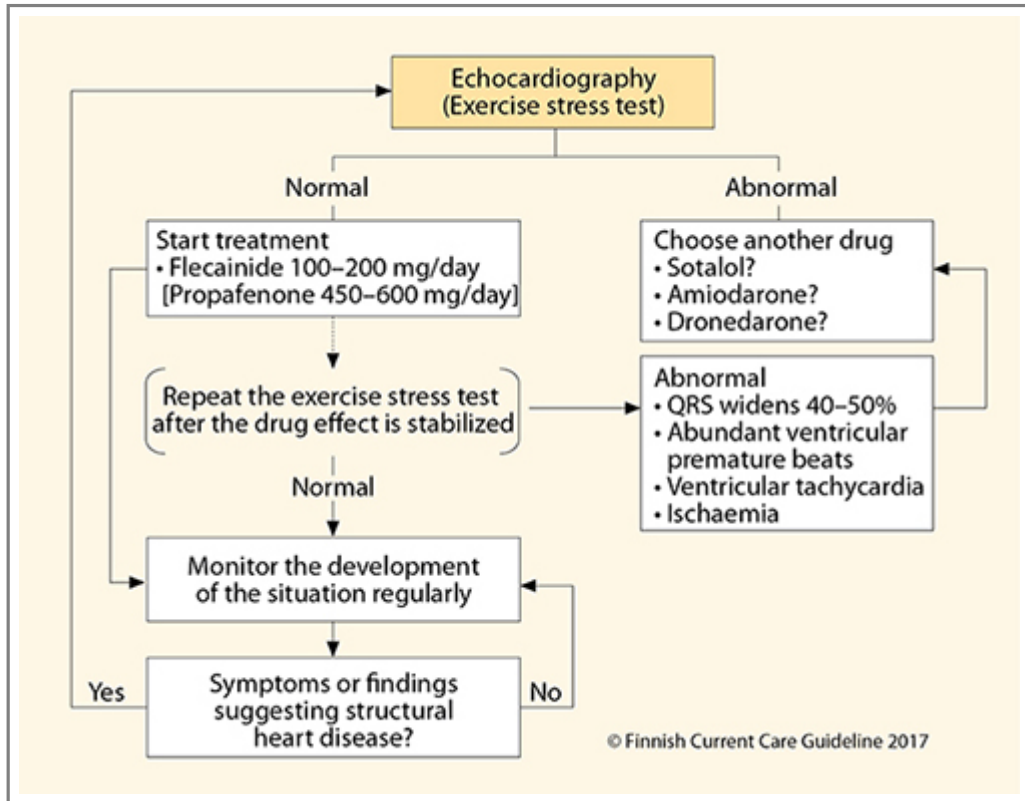 Echocardiography
(Exercise stress test)
Normal
Abnormal
Start treatment
• Flecainide 100–200 mg/day
[Propafenone 450–600 mg/day]
Choose another drug
• Sotalol?
• Amiodarone?
• Dronedarone?
Repeat the exercise stress test
after the drug effect is stabilized
Abnormal
• QRS widens 40–50%
• Abundant ventricular
premature beats
• Ventricular tachycardia
• Ischaemia
Normal
Monitor the development
of the situation regularly
Yes
Symptoms or findings
suggesting structural
heart disease?
No
© Finnish Current Care Guideline 2017